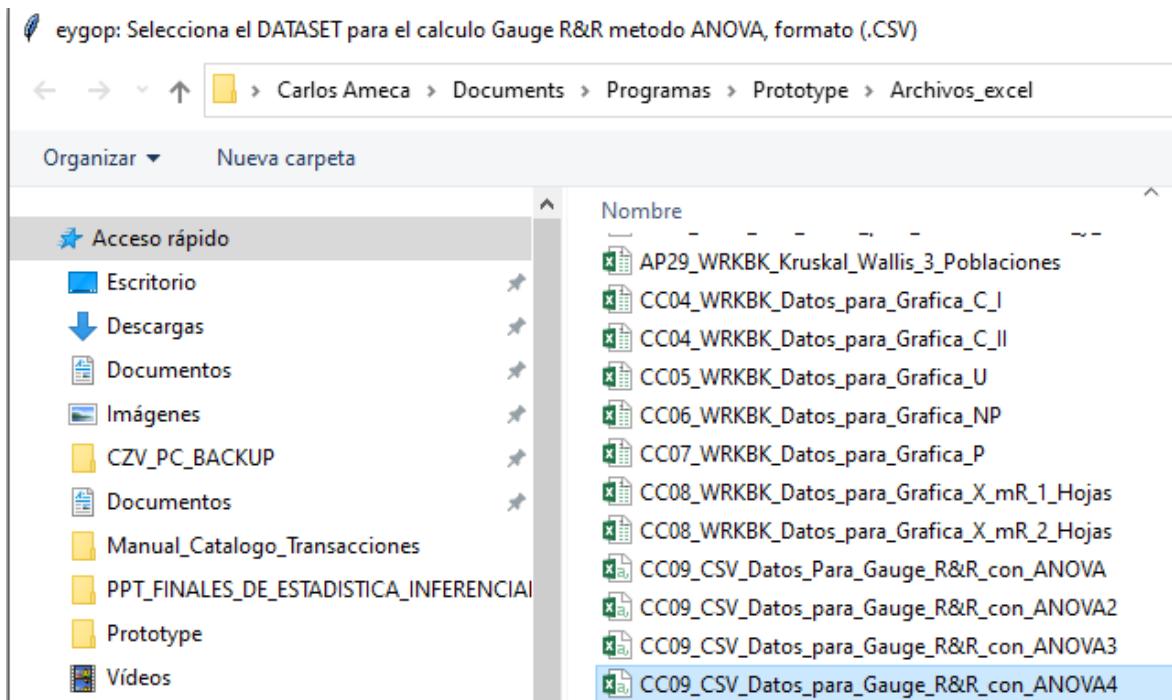 eygop: Selecciona el DATASET para el calculo Gauge R&R metodo ANOVA, formato (.CSV)
Carlos Ameca > Documents > Programas > Prototype > Archivos_excel
Organizar
Nueva carpeta
Acceso rápido
Escritorio
Descargas
Documentos
Imágenes
CZV_PC_BACKUP
Documentos
Manual_Catalogo_Transacciones
PPT_FINALES_DE_ESTADISTICA_INFERENCIAL
Prototype
Vídeos
Nombre
AP29_WRKBK_Kruskal_Wallis_3_Poblaciones
CC04_WRKBK_Datos_para_Grafica_C_I
CC04_WRKBK_Datos_para_Grafica_C_II
CC05_WRKBK_Datos_para_Grafica_U
CC06_WRKBK_Datos_para_Grafica_NP
CC07_WRKBK_Datos_para_Grafica_P
CC08_WRKBK_Datos_para_Grafica_X_mR_1_Hojas
CC08_WRKBK_Datos_para_Grafica_X_mR_2_Hojas
CC09_CSV_Datos_Para_Gauge_R&R_con_ANOVA
CC09_CSV_Datos_para_Gauge_R&R_con_ANOVA2
CC09_CSV_Datos_para_Gauge_R&R_con_ANOVA3
CC09_CSV_Datos_para_Gauge_R&R_con_ANOVA4